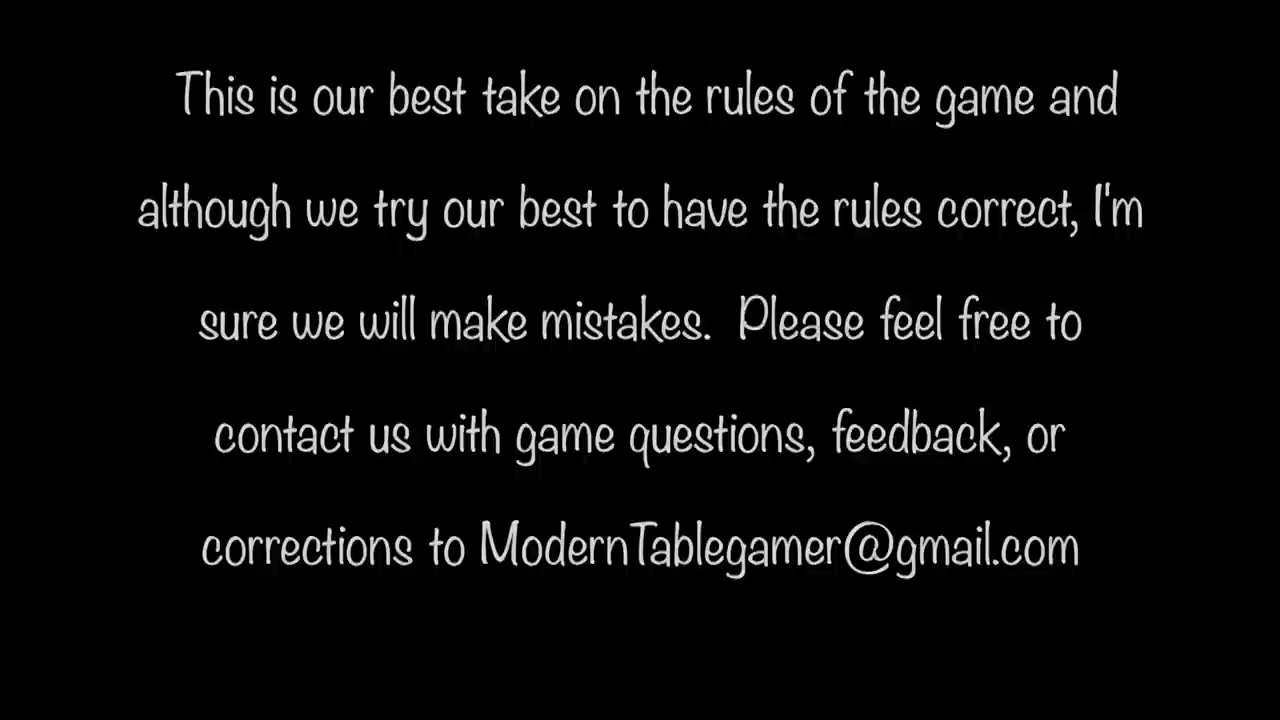 This is our best take on the rules of the game and
although we try our best to have the rules correct, I'm
sure we will make mistakes.  Please feel free to
contact us with game questions, feedback, or
corrections to ModernTablegamer@gmail.com